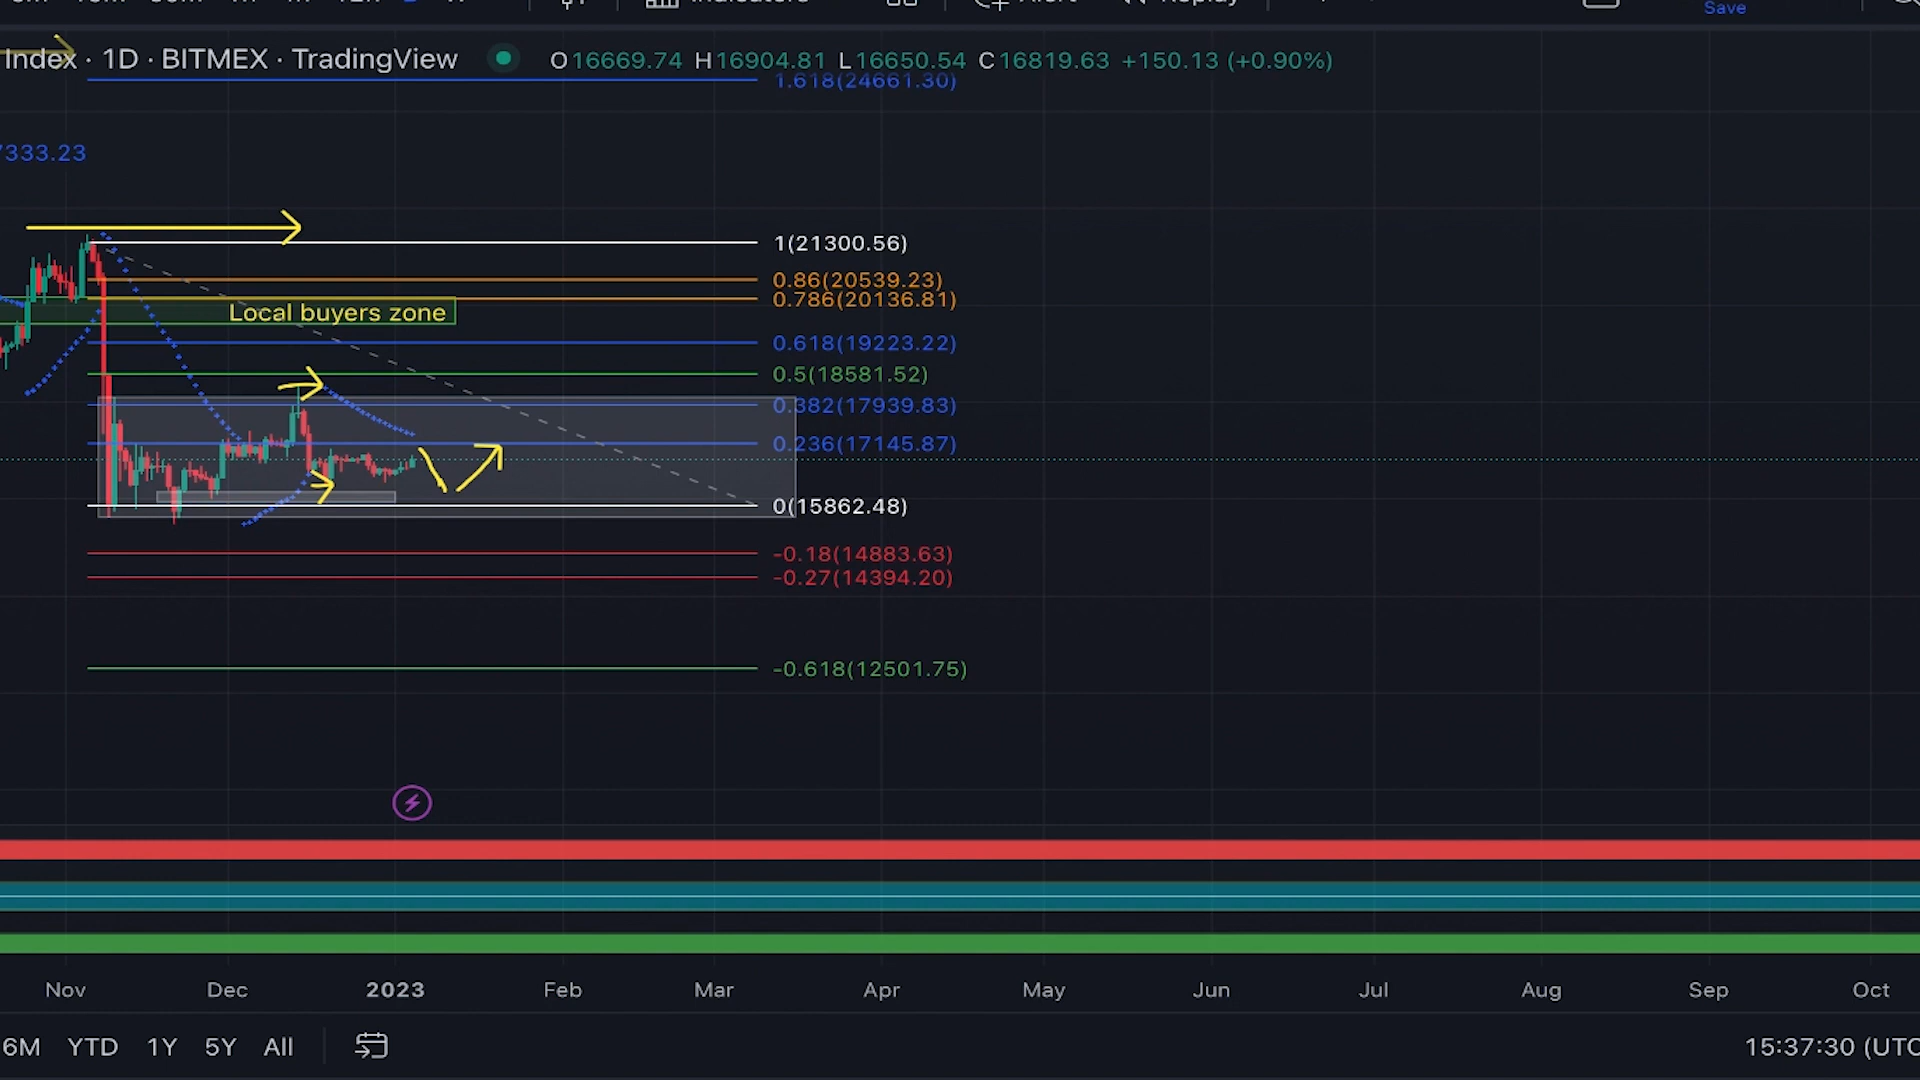 Indicators
Alert
Replay
Save
Index · 1D · BITMEX · TradingView
O16669.74 H16904.81 L16650.54 C16819.63 +150.13 (+0.90%)
1.618(24661.30)
7333.23
1(21300.56)
0.86(20539.23)
0.786(20136.81)
Local buyers zone
0.618(19223.22)
0.5(18581.52)
0.382(17939.83)
0.236(17145.87)
0(15862.48)
-0.18(14883.63)
-0.27(14394.20)
-0.618(12501.75)
Nov Dec 2023 Feb Mar Apr May Jun Jul Aug Sep Oct
6M YTD 1Y 5Y All
15:37:30 (UTC